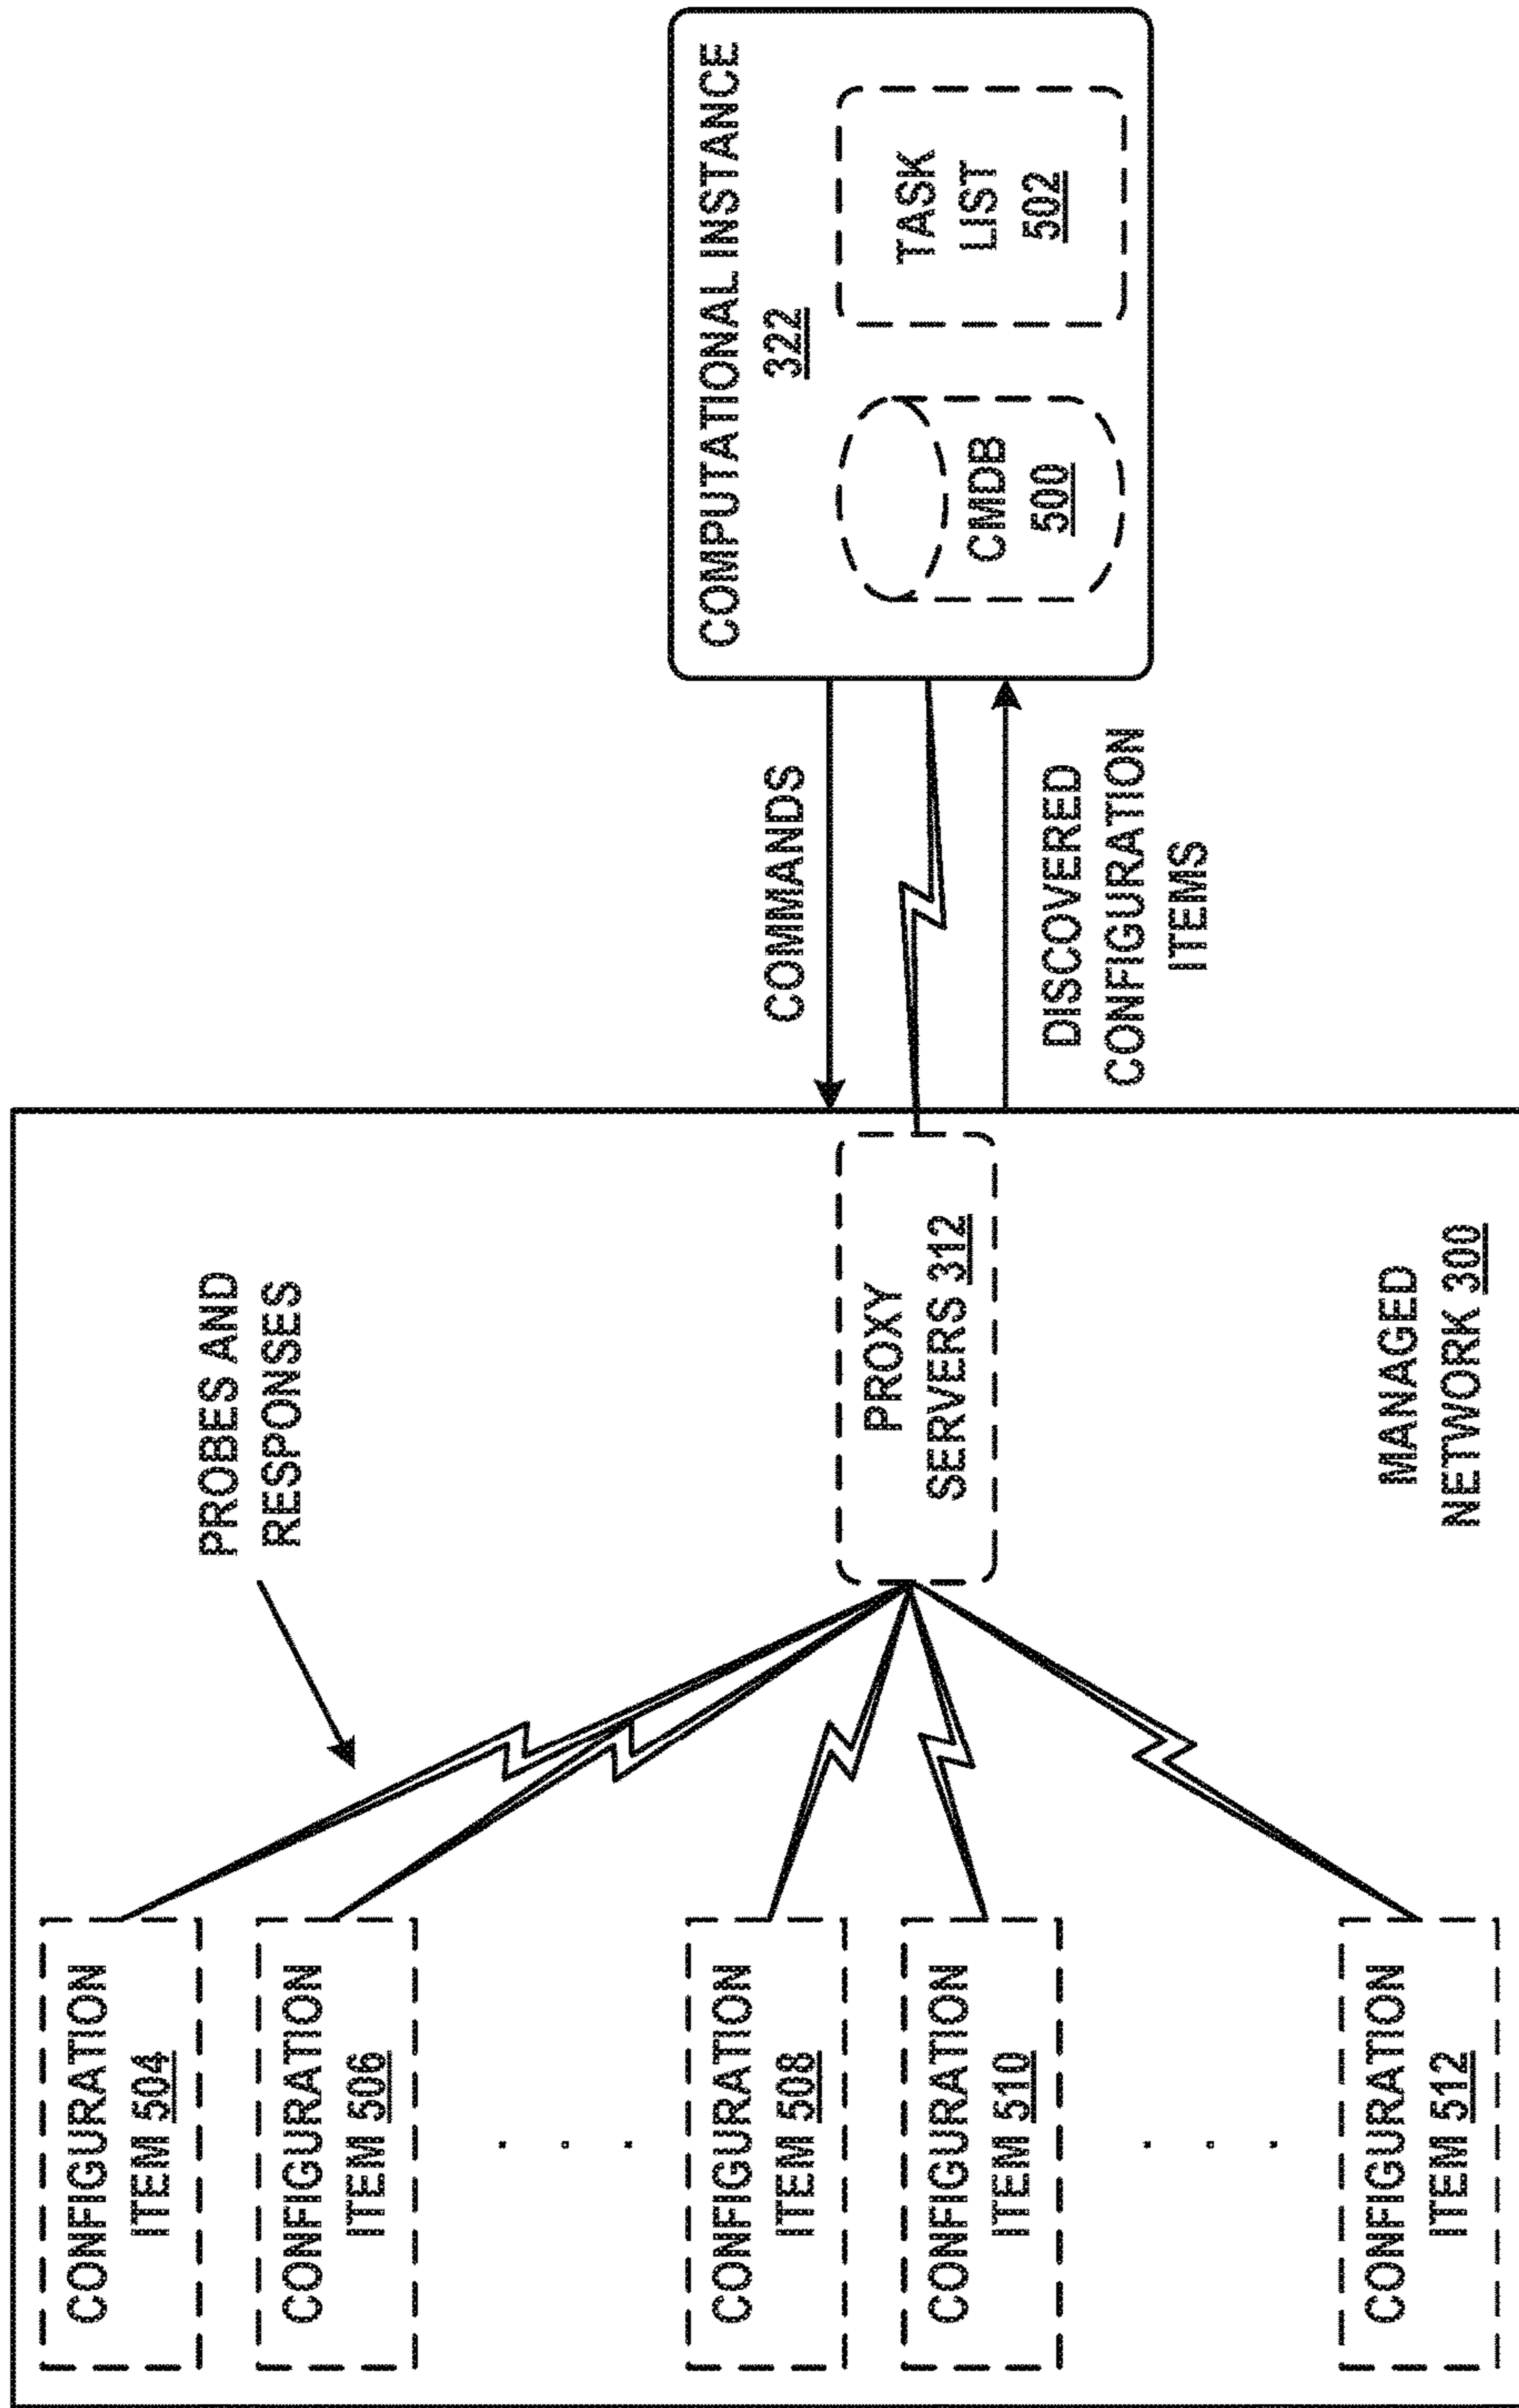 CONFIGURATION
ITEM 504
CONFIGURATION
ITEM 506
CONFIGURATION
ITEM 508
CONFIGURATION
ITEM 510
CONFIGURATION
ITEM 512
PROBES AND
RESPONSES
PROXY
SERVERS 312
MANAGED
NETWORK 300
COMMANDS
DISCOVERED
CONFIGURATION
ITEMS
COMPUTATIONAL INSTANCE
322
CMDB
500
TASK
LIST
502